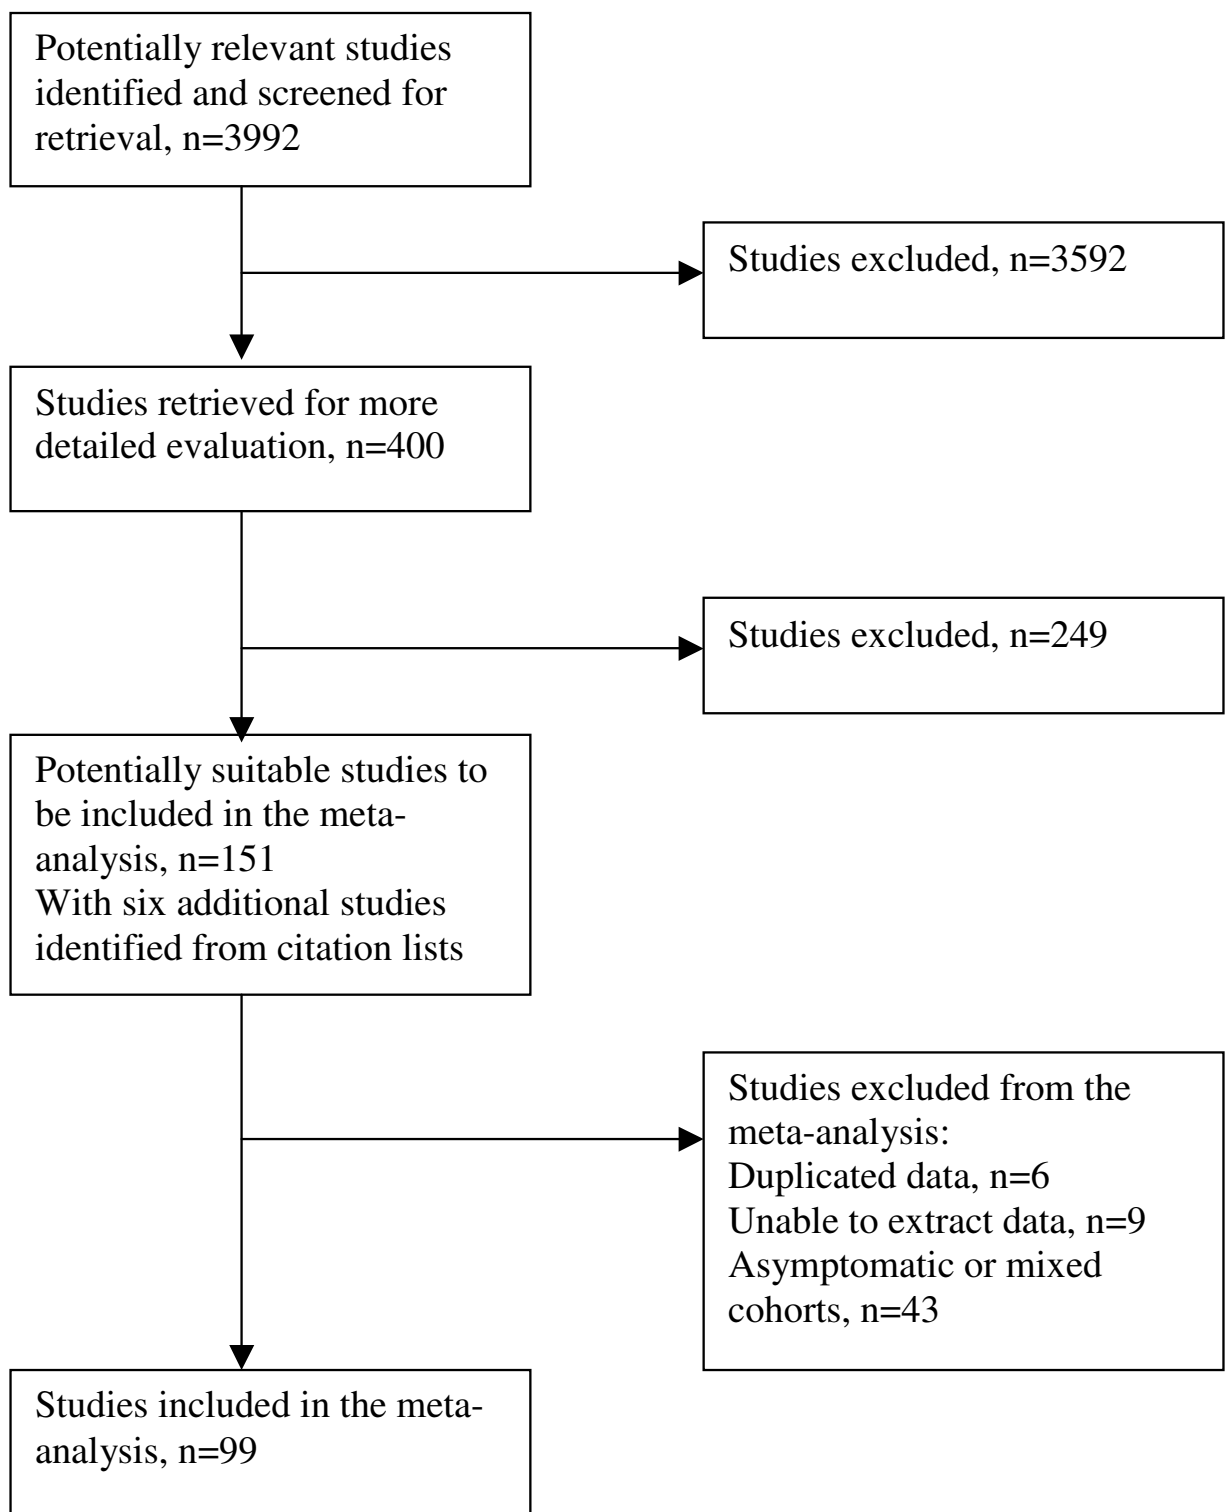 Potentially relevant studies
identified and screened for
retrieval, n=3992
Studies excluded, n=3592
Studies retrieved for more
detailed evaluation, n=400
Studies excluded, n=249
Potentially suitable studies to
be included in the meta-
analysis, n=151
With six additional studies
identified from citation lists
Studies excluded from the
meta-analysis:
Duplicated data, n=6
Unable to extract data, n=9
Asymptomatic or mixed
cohorts, n=43
Studies included in the meta-
analysis, n=99